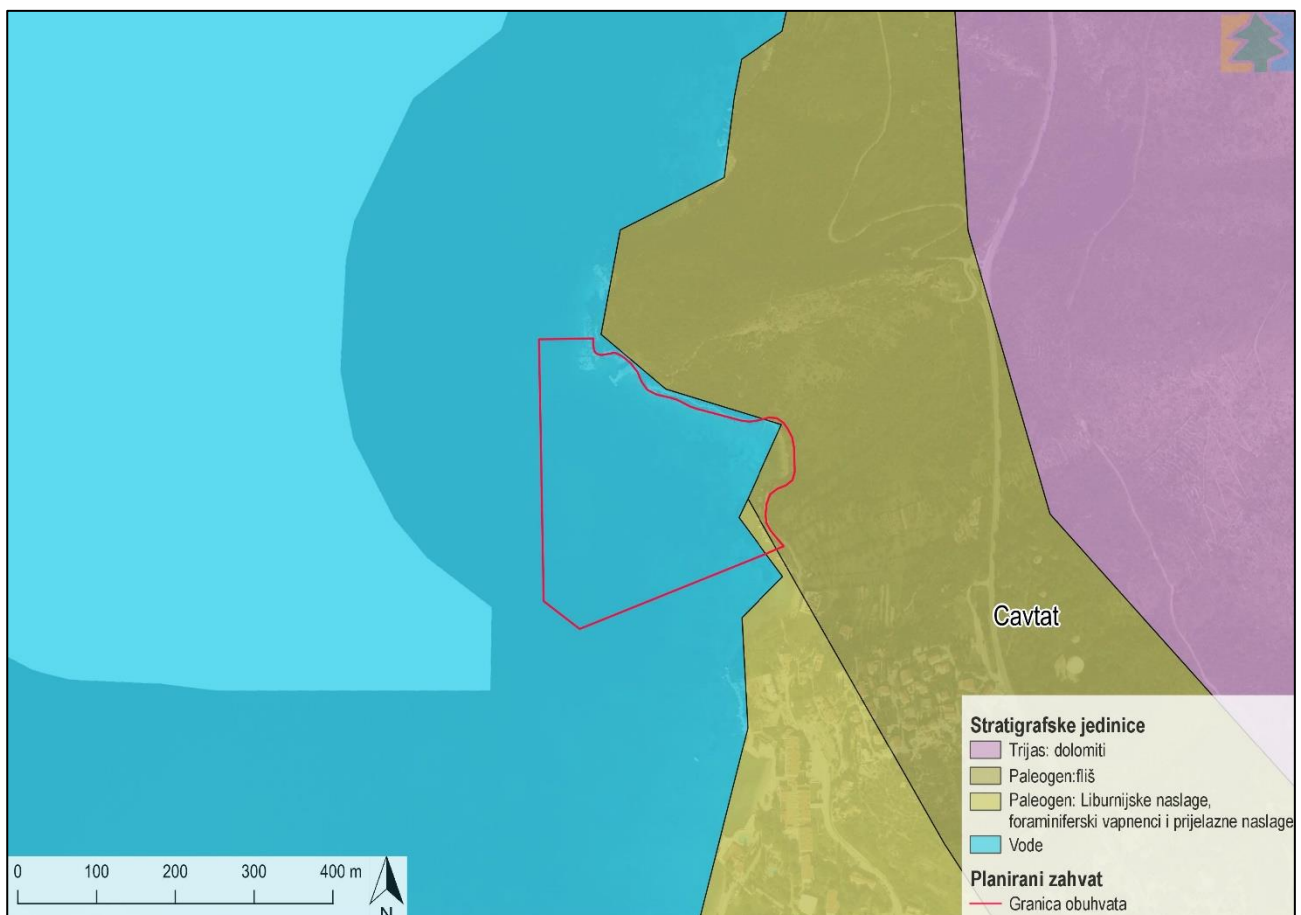 Cavtat
Stratigrafske jedinice
Trijas: dolomiti
Paleogen:fliš
Paleogen: Liburnijske naslage,
foraminiferski vapnenci i prijelazne naslage
Vode
Planirani zahvat
Granica obuhvata
0 100 200 300 400 m
N